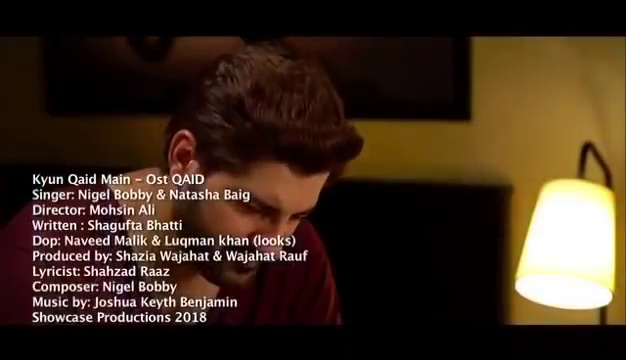 Kyun Qaid Main - Ost QAID
Singer: Nigel Bobby & Natasha Baig
Director: Mohsin Ali
Written : Shagufta Bhatti
Dop: Naveed Malik & Luqman khan (looks)
Produced by: Shazia Wajahat & Wajahat Rauf
Lyricist: Shahzad Raaz
Composer: Nigel Bobby
Music by: Joshua Keyth Benjamin
Showcase Productions 2018